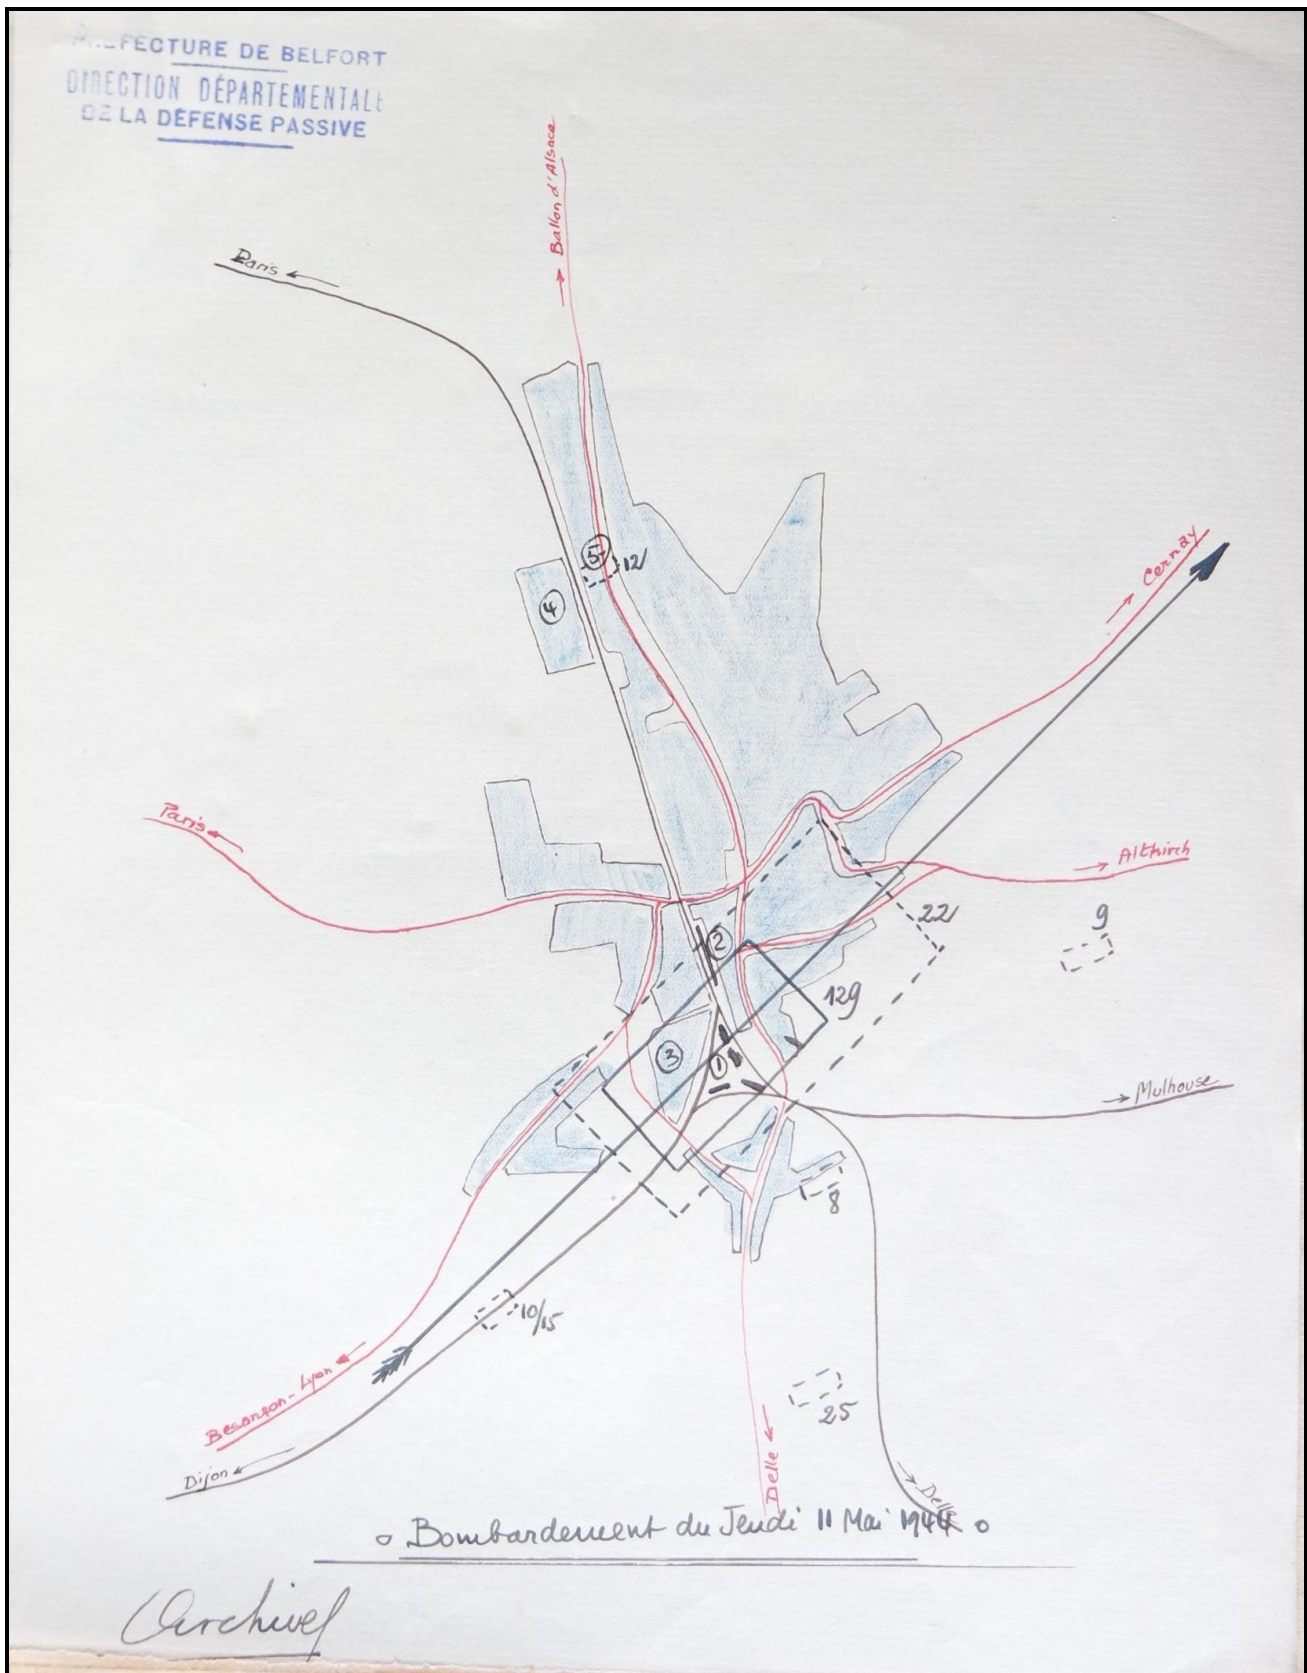 PREFECTURE DE BELFORT
DIRECTION DÉPARTEMENTALE
DE LA DÉFENSE PASSIVE
Ballon d'Alsace
Paris
Cernay
5
12
4
Paris
Altkirch
22
9
2
129
3
1
Mulhouse
8
10/15
Besançon-Lyon
25
Dijon
Delle
Delle
Bombardement du Jeudi 11 Mai 1944
Archives